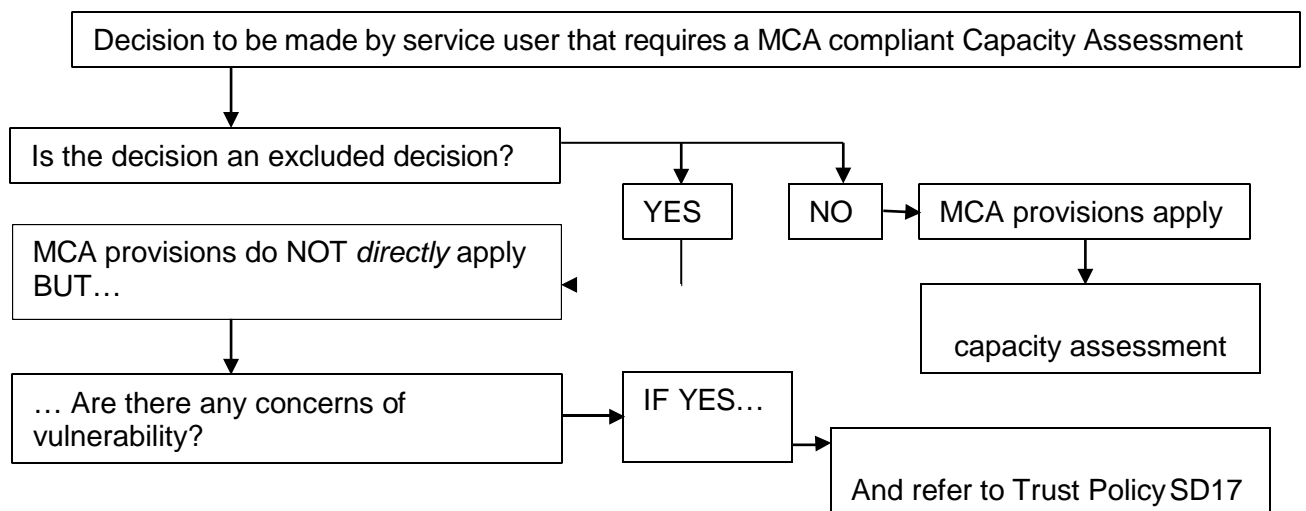 Decision to be made by service user that requires a MCA compliant Capacity Assessment
Is the decision an excluded decision?
YES
NO
MCA provisions apply
MCA provisions do NOT directly apply
BUT…
capacity assessment
… Are there any concerns of
vulnerability?
IF YES…
And refer to Trust Policy SD17